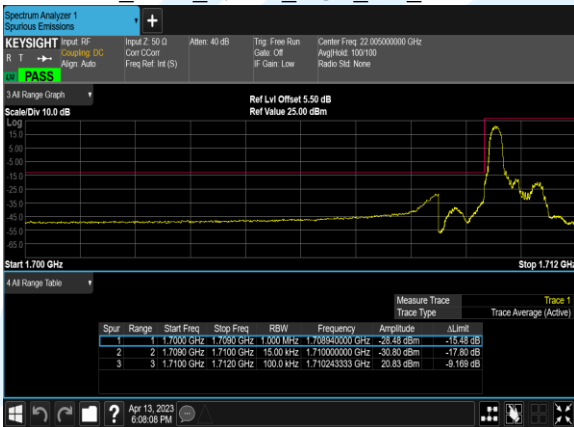 Spectrum Analyzer 1
Spurious Emissions
KEYSIGHT
R T
LXI PASS
Input: RF
Coupling: DC
Align: Auto
Input Z: 50 Ω
Corr CCorr
Freq Ref: Int (S)
Atten: 40 dB
Trig: Free Run
Gate: Off
IF Gain: Low
Center Freq: 22.005000000 GHz
Avg|Hold: 100/100
Radio Std: None
3 All Range Graph
Scale/Div 10.0 dB
Ref Lvl Offset 5.50 dB
Ref Value 25.00 dBm
Log
15.0
5.00
-5.00
-15.0
-25.0
-35.0
-45.0
-55.0
-65.0
Start 1.700 GHz
Stop 1.712 GHz
4 All Range Table
Measure Trace Trace 1
Trace Type Trace Average (Active)
Spur Range Start Freq Stop Freq RBW Frequency Amplitude ΔLimit
1 1 1.7000 GHz 1.7090 GHz 1.000 MHz 1.708940000 GHz -28.48 dBm -15.48 dB
2 2 1.7090 GHz 1.7100 GHz 15.00 kHz 1.710000000 GHz -30.80 dBm -17.80 dB
3 3 1.7100 GHz 1.7120 GHz 100.0 kHz 1.710243333 GHz 20.83 dBm -9.169 dB
?
Apr 13, 2023
6:08:08 PM